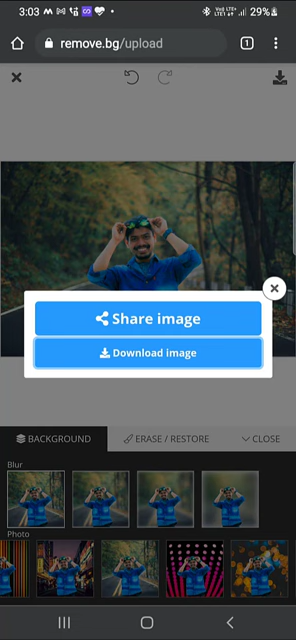 3:03
29%
remove.bg/upload
1
Share image
Download image
BACKGROUND
ERASE / RESTORE
CLOSE
Blur
Photo